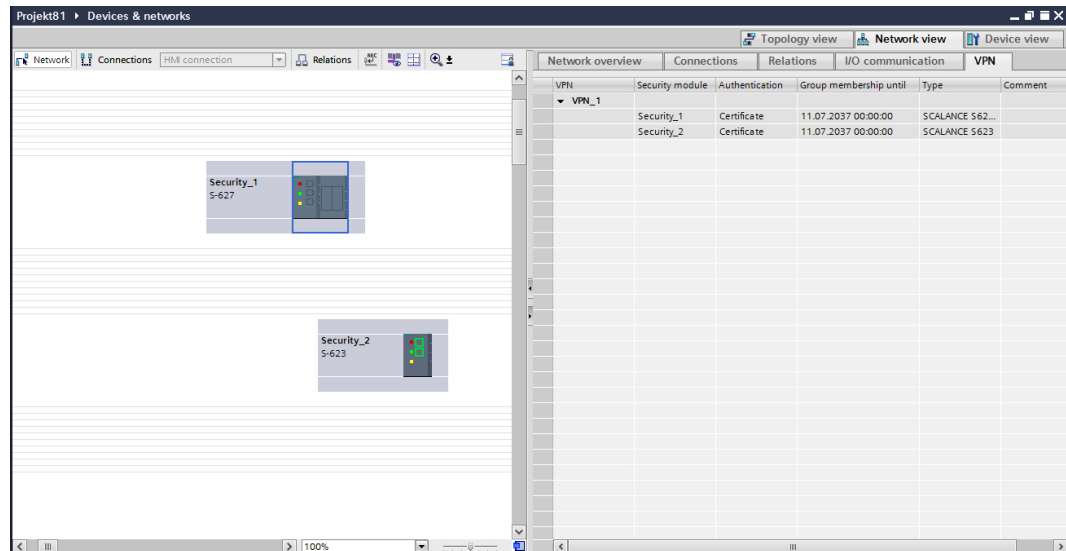 Projekt81 ▸ Devices & networks
Topology view Network view Device view
Network Connections HMI connection Relations
Network overview Connections Relations I/O communication VPN
VPN Security module Authentication Group membership until Type Comment
VPN_1
Security_1 Certificate 11.07.2037 00:00:00 SCALANCE S62...
Security_2 Certificate 11.07.2037 00:00:00 SCALANCE S623
Security_1
S-627
Security_2
S-623
100%